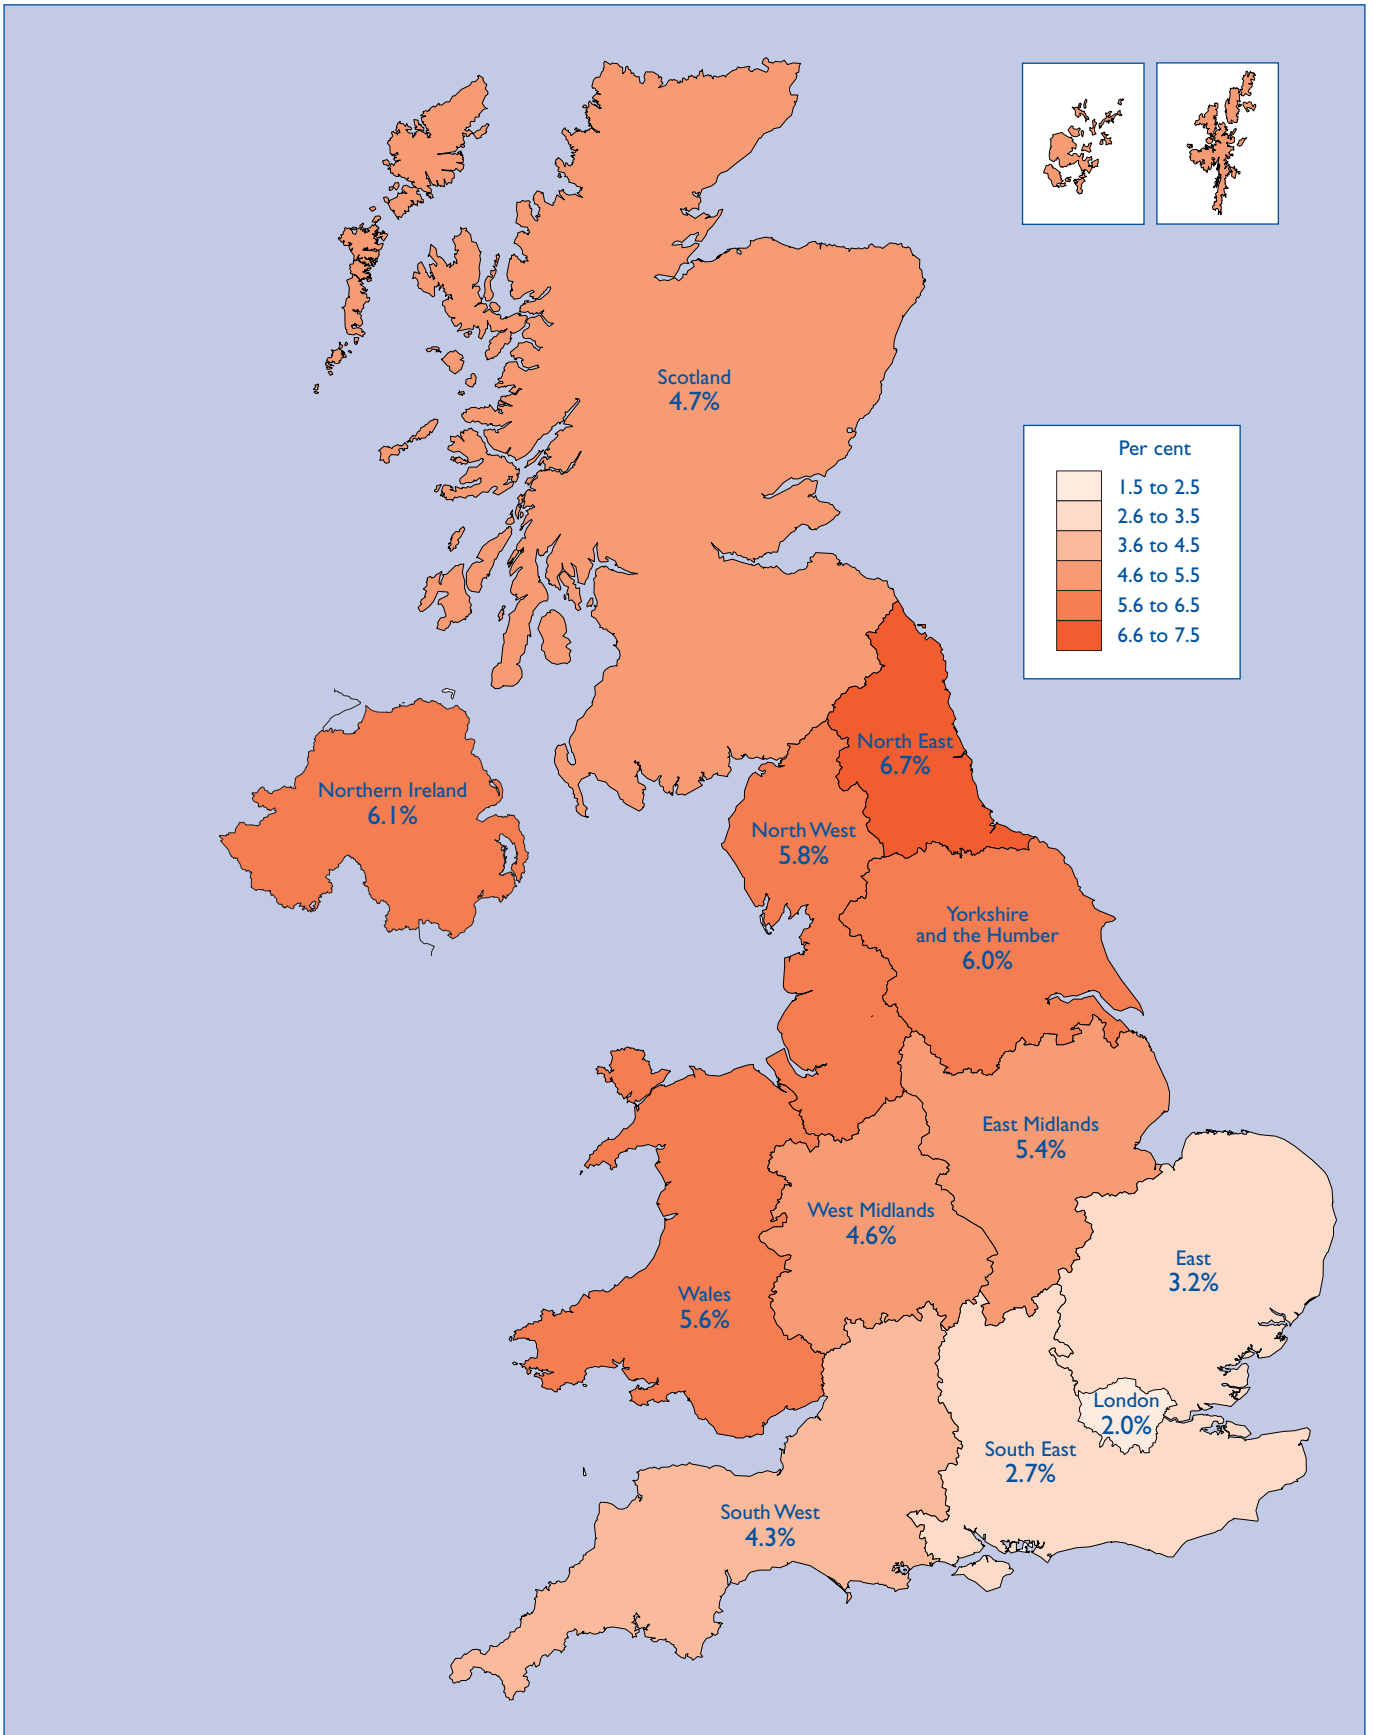 Scotland
4.7%
Per cent
1.5 to 2.5
2.6 to 3.5
3.6 to 4.5
4.6 to 5.5
5.6 to 6.5
6.6 to 7.5
North East
6.7%
Northern Ireland
6.1%
North West
5.8%
Yorkshire
and the Humber
6.0%
East Midlands
5.4%
West Midlands
4.6%
East
3.2%
Wales
5.6%
London
2.0%
South East
2.7%
South West
4.3%